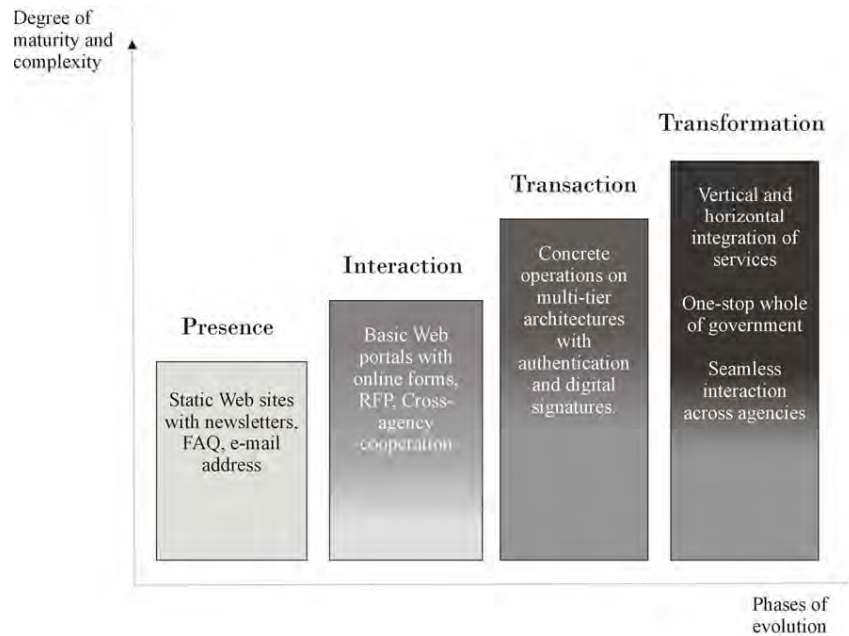 Degree of
maturity and
complexity
Presence
Static Web sites
with newsletters,
FAQ, e-mail
address
Interaction
Basic Web
portals with
online forms,
RFP, Cross-
agency
cooperation
Transaction
Concrete
operations on
multi-tier
architectures
with
authentication
and digital
signatures.
Transformation
Vertical and
horizontal
integration of
services
One-stop whole
of government
Seamless
interaction
across agencies
Phases of
evolution